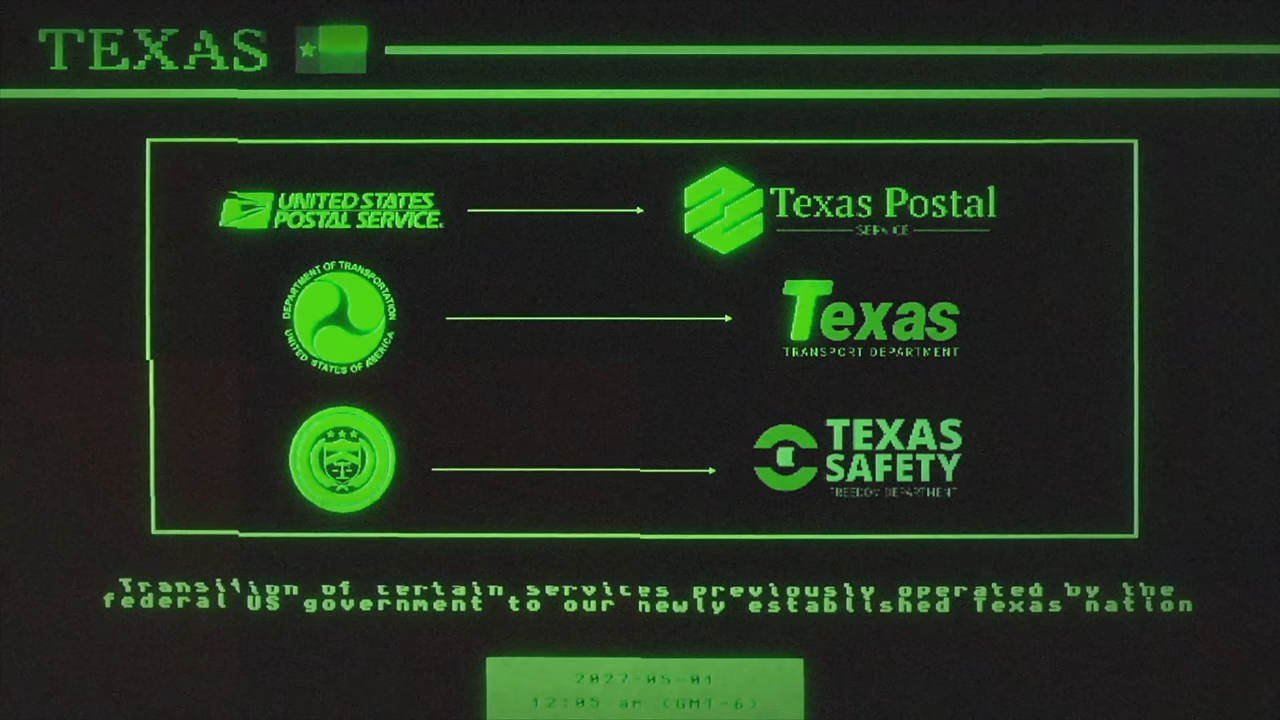 TEXAS
UNITED STATES
POSTAL SERVICE
Texas Postal
SERVICE
DEPARTMENT OF TRANSPORTATION
UNITED STATES OF AMERICA
Texas
TRANSPORT DEPARTMENT
TEXAS
SAFETY
FREEDOM DEPARTMENT
Transition of certain services previously operated by the
federal US government to our newly established Texas nation
2027-05-01
12:05 am (GMT-6)